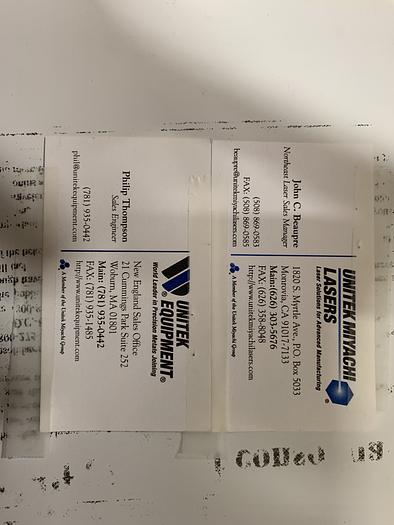 UNITEK MIYACHI
LASERS
®
Laser Solutions for Advanced Manufacturing
John C. Beaupre
Northeast Laser Sales Manager
1820 S. Myrtle Ave., P.O. Box 5033
Monrovia, CA 91017-7133
(508) 869-0583
Main: (626) 303-5676
FAX: (508) 869-0585
FAX: (626) 358-8048
beaupre@unitekmiyachilasers.com
http://www.unitekmiyachilasers.com
A Member of the Unitek Miyachi Group
UNITEK
EQUIPMENT®
®
World Leader in Precision Metals Joining
Philip Thompson
Sales Engineer
New England Sales Office
21 Cummings Park Suite 252
Woburn, MA 01801
(781) 935-0442
Main: (781) 935-0442
FAX: (781) 935-1485
phil@unitekequipment.com
http://www.unitekequipment.com
A Member of the Unitek Miyachi Group